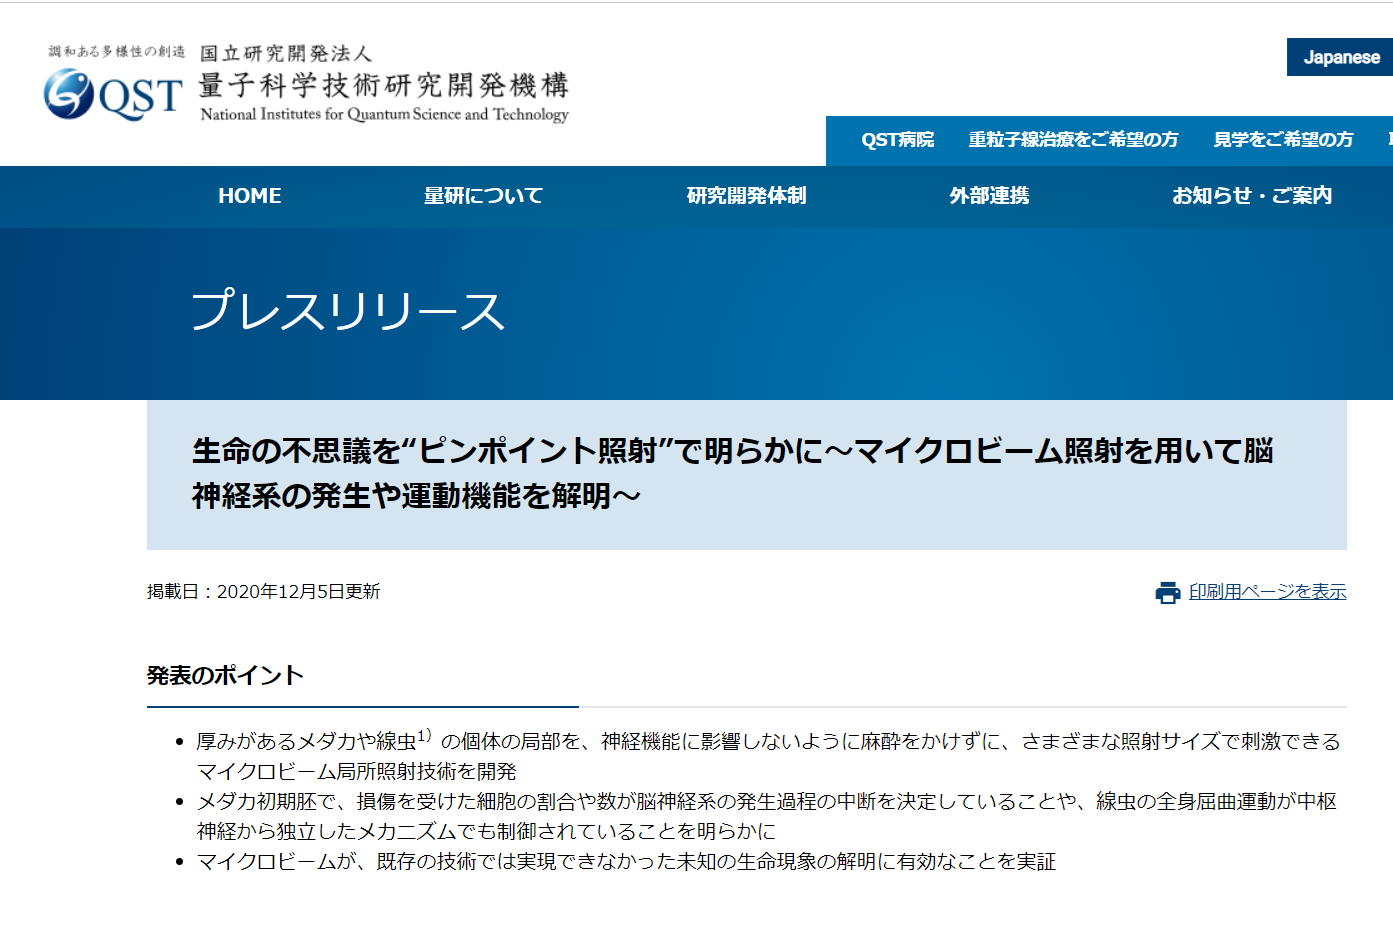 調和ある多様性の創造
国立研究開発法人
QST
量子科学技術研究開発機構
National Institutes for Quantum Science and Technology
Japanese
QST病院 重粒子線治療をご希望の方 見学をご希望の方
HOME 量研について 研究開発体制 外部連携 お知らせ・ご案内
プレスリリース
生命の不思議を“ピンポイント照射”で明らかに～マイクロビーム照射を用いて脳
神経系の発生や運動機能を解明～
掲載日：2020年12月5日更新
印刷用ページを表示
発表のポイント
• 厚みがあるメダカや線虫1）の個体の局部を、神経機能に影響しないように麻酔をかけずに、さまざまな照射サイズで刺激できる
マイクロビーム局所照射技術を開発
• メダカ初期胚で、損傷を受けた細胞の割合や数が脳神経系の発生過程の中断を決定していることや、線虫の全身屈曲運動が中枢
神経から独立したメカニズムでも制御されていることを明らかに
• マイクロビームが、既存の技術では実現できなかった未知の生命現象の解明に有効なことを実証